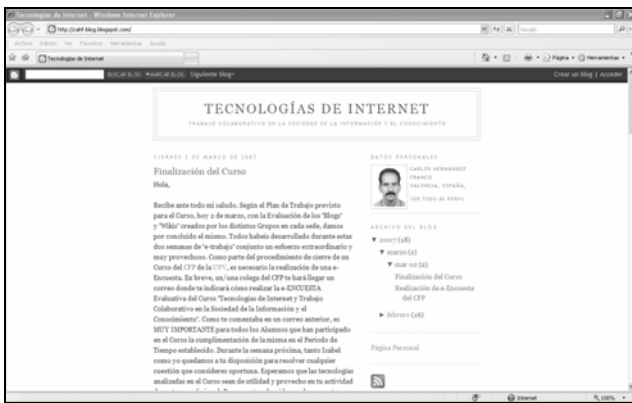 Tecnologías de Internet - Windows Internet Explorer
http://cahf-blog.blogspot.com/
Google
Archivo Edición Ver Favoritos Herramientas Ayuda
Tecnologías de Internet
Página Herramientas
BUSCAR BLOG MARCAR BLOG Siguiente blog»
Crear un blog | Acceder
TECNOLOGÍAS DE INTERNET
TRABAJO COLABORATIVO EN LA SOCIEDAD DE LA INFORMACIÓN Y EL CONOCIMIENTO
VIERNES 2 DE MARZO DE 2007
Finalización del Curso
Hola,
Recibe ante todo mi saludo. Según el Plan de Trabajo previsto
para el Curso, hoy 2 de marzo, con la Evaluación de los "Blogs"
y "Wikis" creados por los distintos Grupos en cada sede, damos
por concluido el mismo. Todos habéis desarrollado durante estas
dos semanas de "e-trabajo" conjunto un esfuerzo extraordinario y
muy provechoso. Como parte del procedimiento de cierre de un
Curso del CFP de la UPV, es necesario la realización de una e-
Encuesta. En breve, un/una colega del CFP te hará llegar un
correo donde te indicará cómo realizar la e-ENCUESTA
Evaluativa del Curso "Tecnologías de Internet y Trabajo
Colaborativo en la Sociedad de la Información y el
Conocimiento". Como te comentaba en un correo anterior, es
MUY IMPORTANTE para todos los Alumnos que han participado
en el Curso la cumplimentación de la misma en el Periodo de
Tiempo establecido. Durante la semana próxima, tanto Isabel
como yo quedamos a tu disposición para resolver cualquier
cuestión que consideres oportuna. Esperamos que las tecnologías
analizadas en el Curso sean de utilidad y provecho en tu actividad
DATOS PERSONALES
CARLOS HERNÁNDEZ
FRANCO
VALENCIA, ESPAÑA,
VER TODO MI PERFIL
ARCHIVO DEL BLOG
▼ 2007 (18)
▼ marzo (2)
▼ mar 02 (2)
Finalización del Curso
Realización de e-Encuesta
del CFP
► febrero (16)
Página Personal
Internet
100%